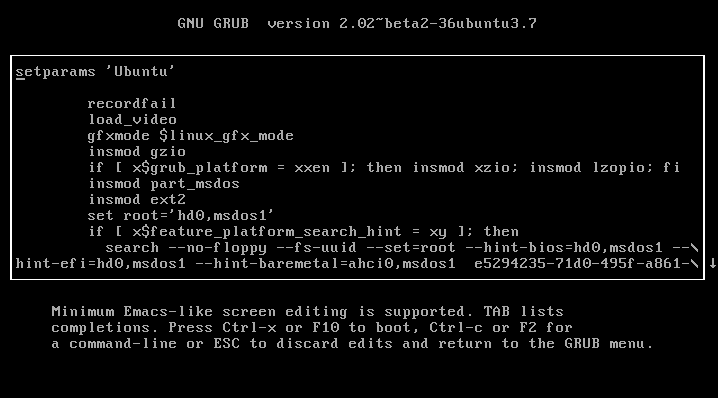 GNU GRUB  version 2.02~beta2-36ubuntu3.7
setparams 'Ubuntu'
recordfail
load_video
gfxmode $linux_gfx_mode
insmod gzio
if [ x$grub_platform = xxen ]; then insmod xzio; insmod lzopio; fi
insmod part_msdos
insmod ext2
set root='hd0,msdos1'
if [ x$feature_platform_search_hint = xy ]; then
search --no-floppy --fs-uuid --set=root --hint-bios=hd0,msdos1 --\
hint-efi=hd0,msdos1 --hint-baremetal=ahci0,msdos1  e5294235-71d0-495f-a861-\ ↓
Minimum Emacs-like screen editing is supported. TAB lists
completions. Press Ctrl-x or F10 to boot, Ctrl-c or F2 for
a command-line or ESC to discard edits and return to the GRUB menu.